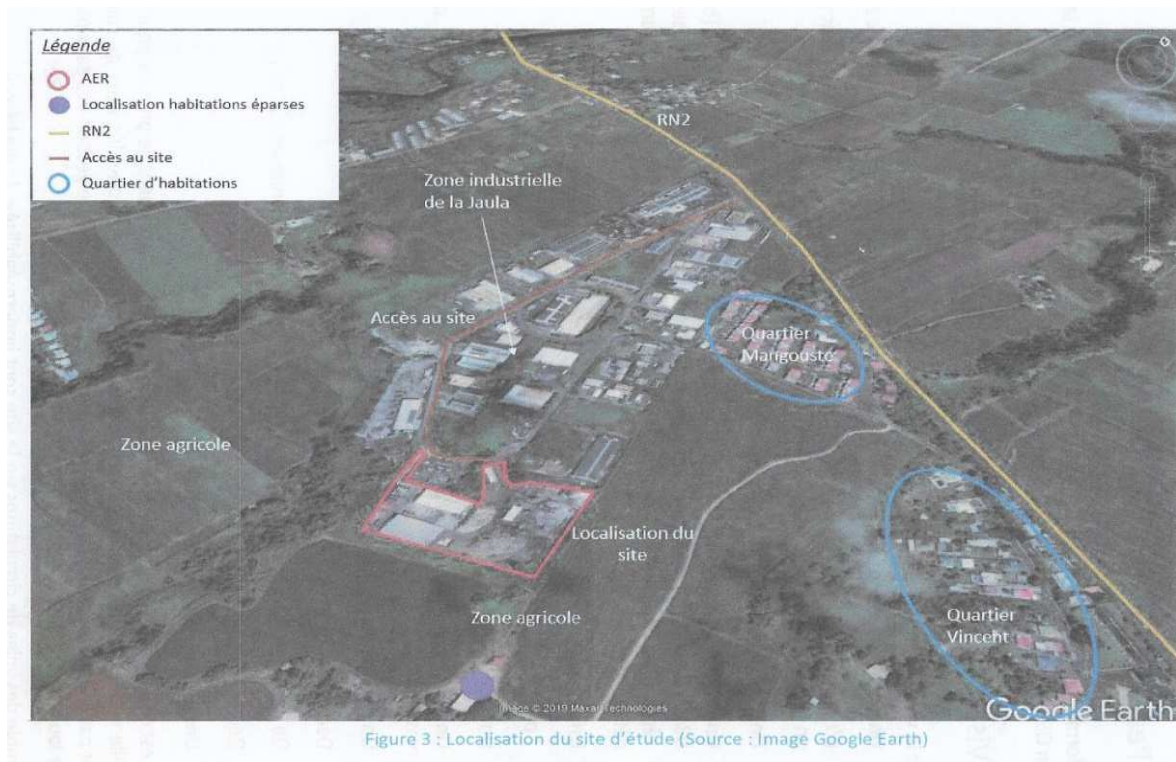 Légende
AER
Localisation habitations éparses
RN2
Accès au site
Quartier d'habitations
RN2
Zone industrielle
de la Jaula
Accès au site
Quartier
Mangouste
Zone agricole
Localisation du
site
Zone agricole
Quartier
Vincent
Image © 2019 Maxar Technologies
Google Earth
Figure 3 : Localisation du site d'étude (Source : Image Google Earth)